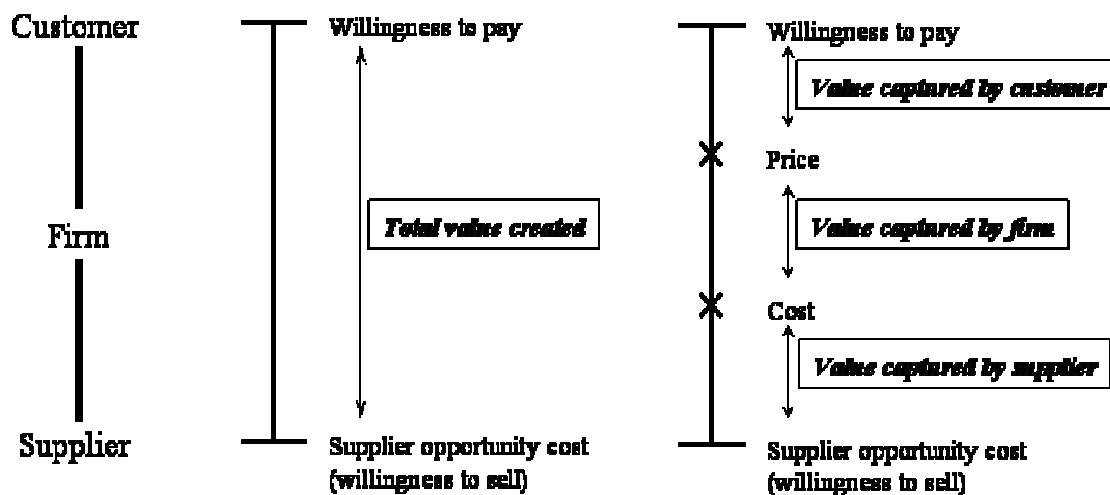 Customer
Firm
Supplier
Willingness to pay
Total value created
Supplier opportunity cost
(willingness to sell)
Willingness to pay
Value captured by customer
Price
Value captured by firm
Cost
Value captured by supplier
Supplier opportunity cost
(willingness to sell)